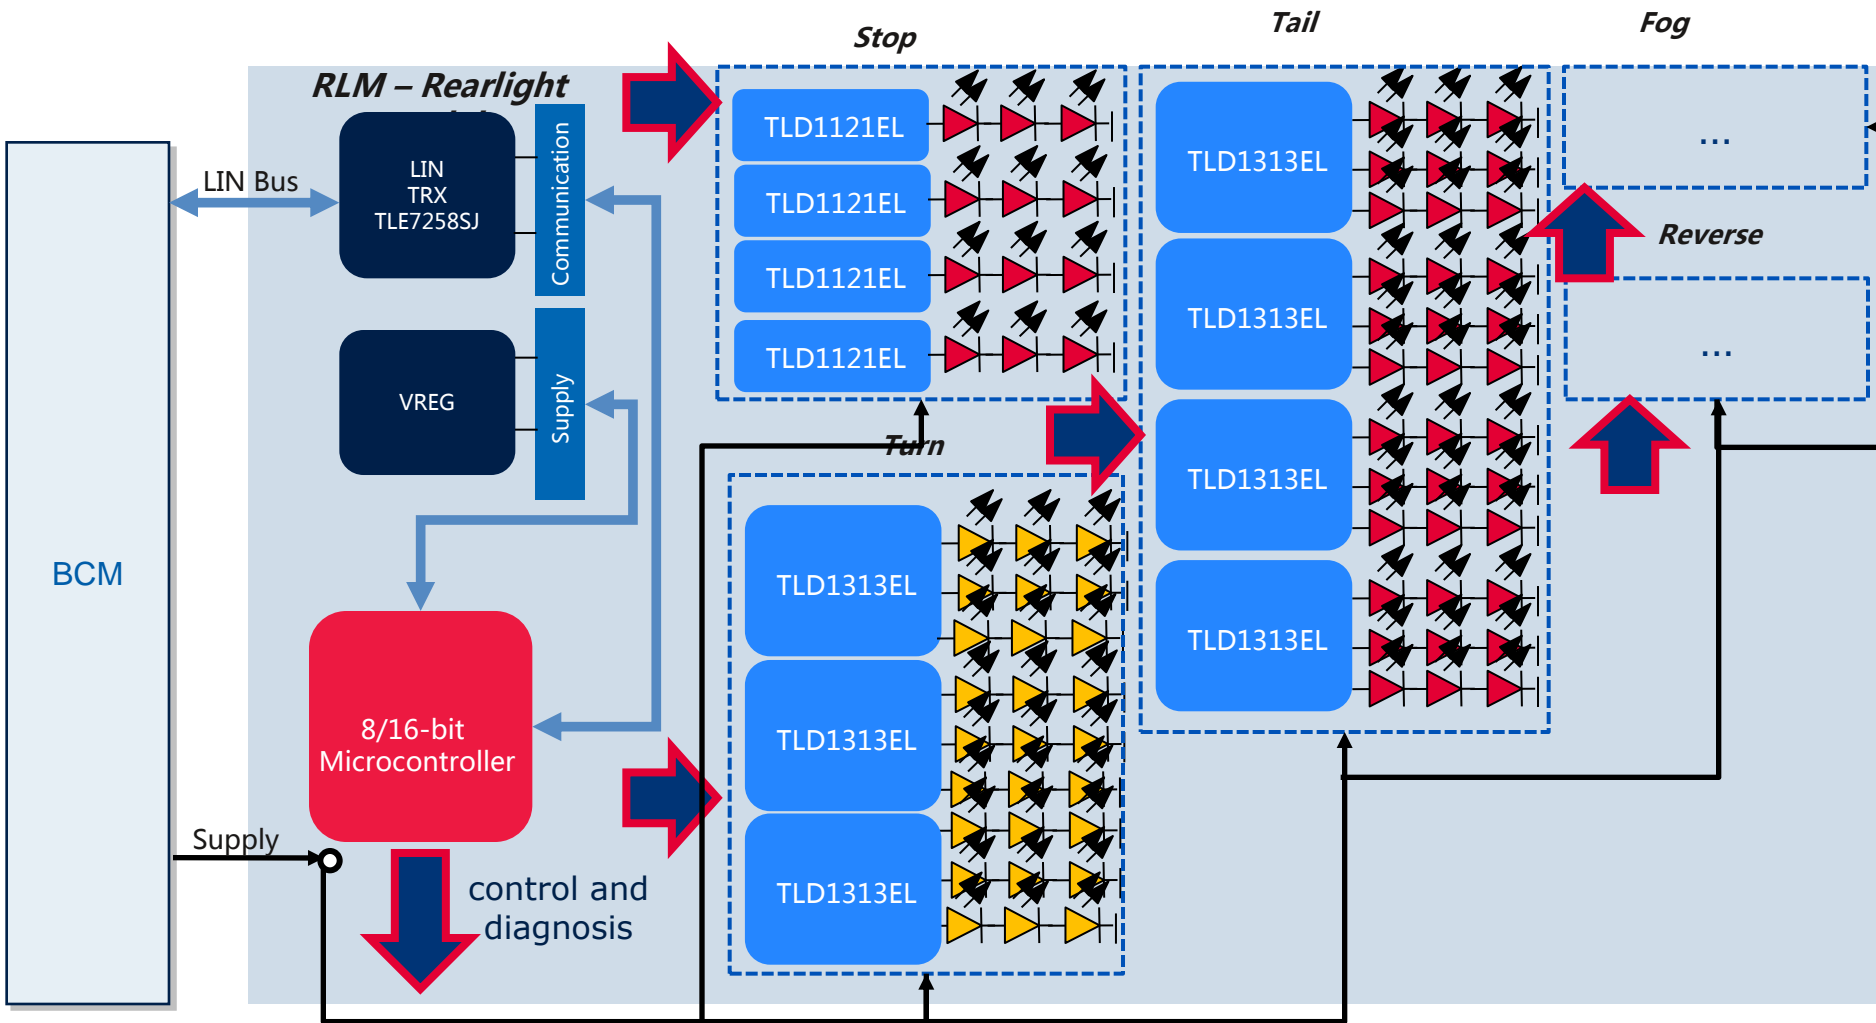 Stop
Tail
Fog
RLM – Rearlight
BCM
LIN Bus
LIN
TRX
TLE7258SJ
Communication
VREG
Supply
8/16-bit
Microcontroller
Supply
control and
diagnosis
TLD1121EL
TLD1121EL
TLD1121EL
TLD1121EL
Turn
TLD1313EL
TLD1313EL
TLD1313EL
TLD1313EL
TLD1313EL
TLD1313EL
TLD1313EL
...
Reverse
...